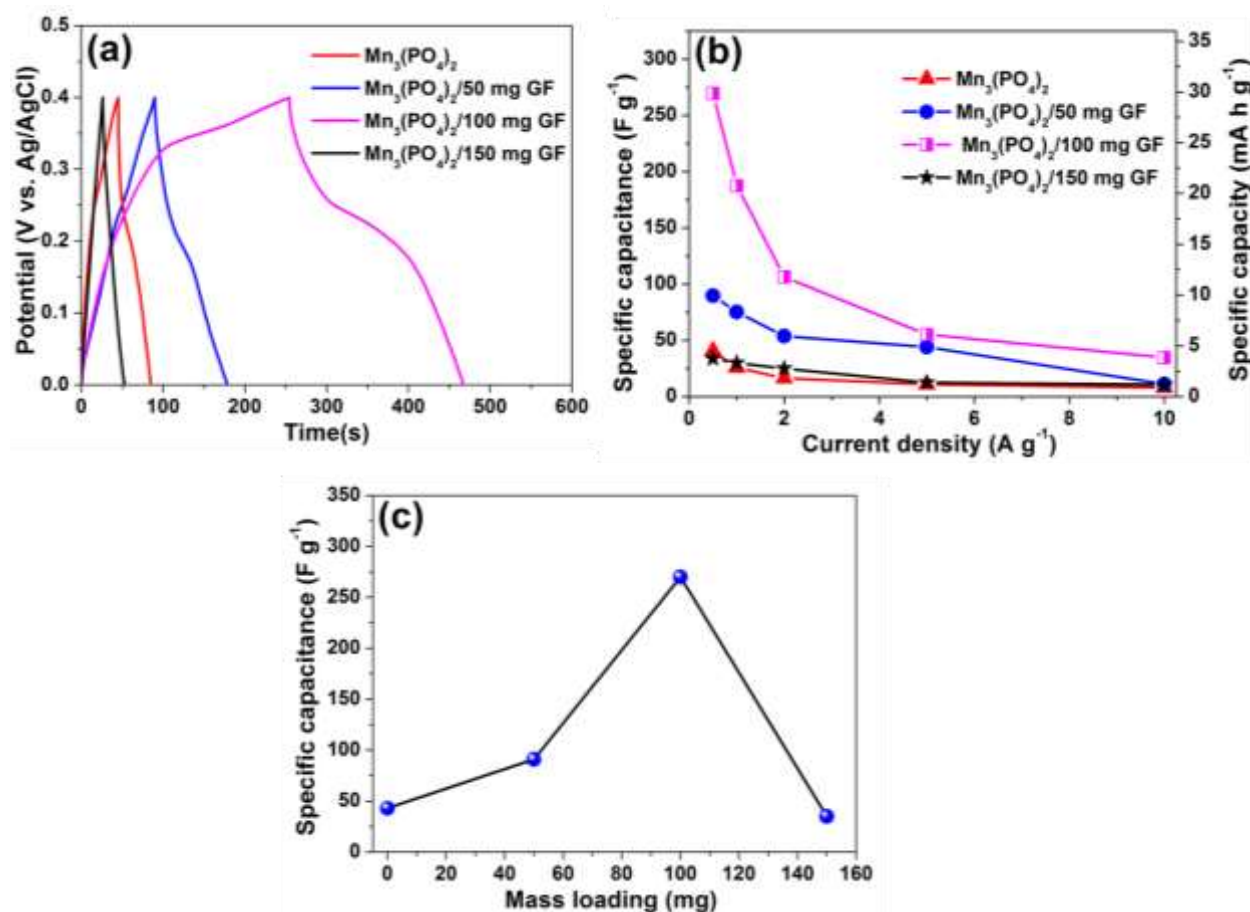 (a)
Mn₃(PO₄)₂
Mn₃(PO₄)₂/50 mg GF
Mn₃(PO₄)₂/100 mg GF
Mn₃(PO₄)₂/150 mg GF
Potential (V vs. Ag/AgCl)
0.4
0.3
0.2
0.1
0.0
0 100 200 300 400 500 600
Time(s)
(b)
Mn₃(PO₄)₂
Mn₃(PO₄)₂/50 mg GF
Mn₃(PO₄)₂/100 mg GF
Mn₃(PO₄)₂/150 mg GF
Specific capacitance (F g⁻¹)
300
250
200
150
100
50
0
Specific capacity (mA h g⁻¹)
35
30
25
20
15
10
5
0
0 2 4 6 8 10
Current density (A g⁻¹)
(c)
Specific capacitance (F g⁻¹)
350
300
250
200
150
100
50
0
0 20 40 60 80 100 120 140 160
Mass loading (mg)